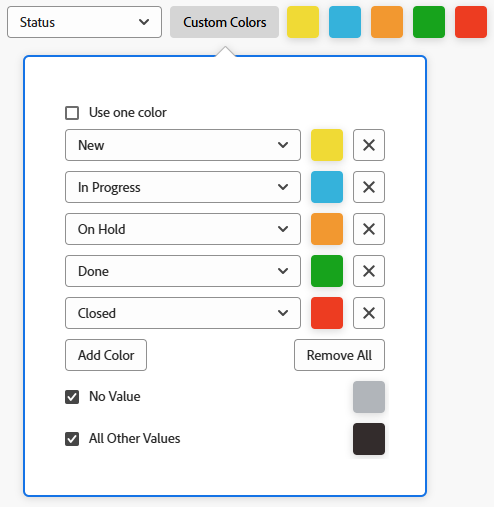 Status Custom Colors
Use one color
New
In Progress
On Hold
Done
Closed
Add Color Remove All
No Value
All Other Values